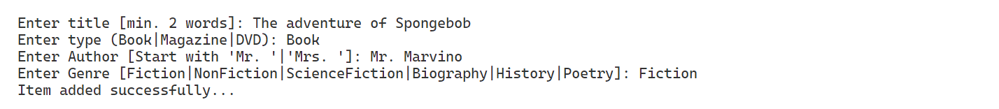 Enter title [min. 2 words]: The adventure of Spongebob
Enter type (Book|Magazine|DVD): Book
Enter Author [Start with 'Mr. '|'Mrs. ']: Mr. Marvino
Enter Genre [Fiction|NonFiction|ScienceFiction|Biography|History|Poetry]: Fiction
Item added successfully...